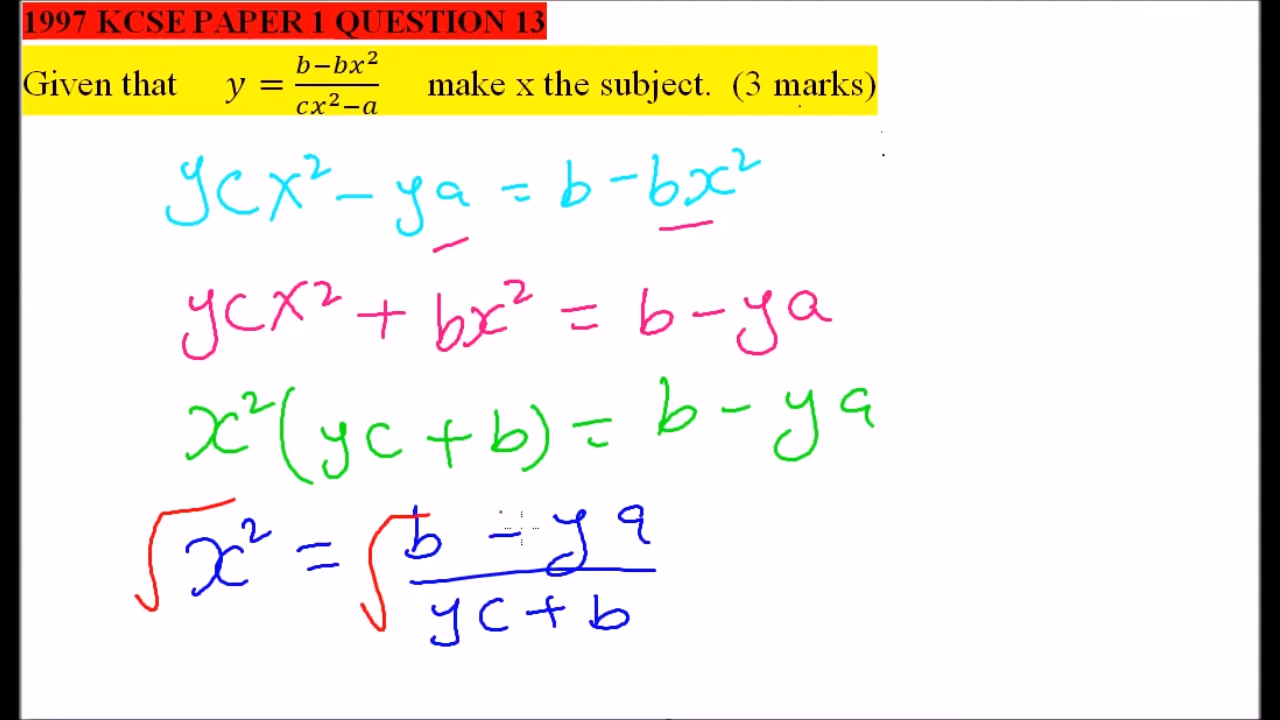 1997 KCSE PAPER 1 QUESTION 13
Given that y = (b−bx²)/(cx²−a) make x the subject. (3 marks)
ycx² − ya = b − bx²
ycx² + bx² = b − ya
x²(yc + b) = b − ya
√x² = √(b − ya)/(yc + b)